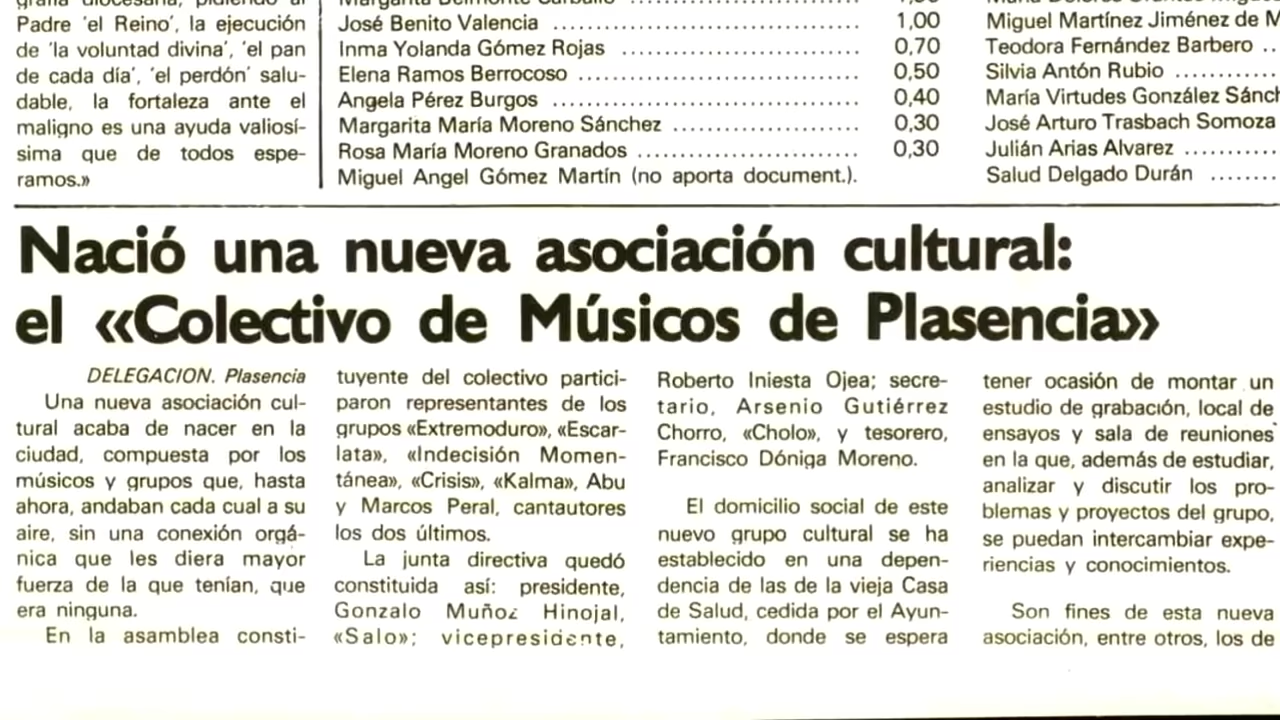 Padre 'el Reino', la ejecución
de 'la voluntad divina', 'el pan
de cada día', 'el perdón' salu-
dable, la fortaleza ante el
maligno es una ayuda valiosí-
sima que de todos espe-
ramos.»
José Benito Valencia ........ 1,00
Inma Yolanda Gómez Rojas ........ 0,70
Elena Ramos Berrocoso ........ 0,50
Angela Pérez Burgos ........ 0,40
Margarita María Moreno Sánchez ........ 0,30
Rosa María Moreno Granados ........ 0,30
Miguel Angel Gómez Martín (no aporta document.).
Miguel Martínez Jiménez de
Teodora Fernández Barbero ..
Silvia Antón Rubio ........
María Virtudes González
José Arturo Trasbach Somoza
Julián Arias Alvarez ........
Salud Delgado Durán ........
Nació una nueva asociación cultural:
el «Colectivo de Músicos de Plasencia»
DELEGACION. Plasencia
Una nueva asociación cul-
tural acaba de nacer en la
ciudad, compuesta por los
músicos y grupos que, hasta
ahora, andaban cada cual a su
aire, sin una conexión orgá-
nica que les diera mayor
fuerza de la que tenían, que
era ninguna.
En la asamblea consti-
tuyente del colectivo partici-
paron representantes de los
grupos «Extremoduro», «Escar-
lata», «Indecisión Momen-
tánea», «Crisis», «Kalma», Abu
y Marcos Peral, cantautores
los dos últimos.
La junta directiva quedó
constituida así: presidente,
Gonzalo Muñoz Hinojal,
«Salo»; vicepresidente,
Roberto Iniesta Ojea; secre-
tario, Arsenio Gutiérrez
Chorro, «Cholo», y tesorero,
Francisco Dóniga Moreno.
El domicilio social de este
nuevo grupo cultural se ha
establecido en una depen-
dencia de las de la vieja Casa
de Salud, cedida por el Ayun-
tamiento, donde se espera
tener ocasión de montar un
estudio de grabación, local de
ensayos y sala de reuniones
en la que, además de estudiar,
analizar y discutir los pro-
blemas y proyectos del grupo,
se puedan intercambiar expe-
riencias y conocimientos.
Son fines de esta nueva
asociación, entre otros, los de